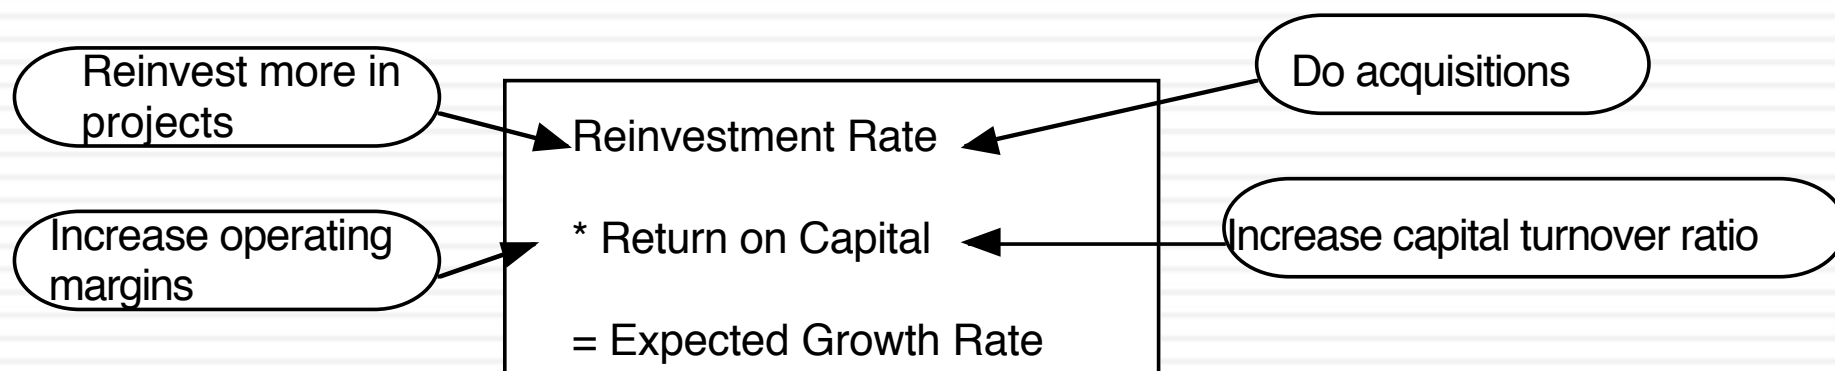 Reinvest more in
projects
Do acquisitions
Reinvestment Rate
Increase operating
margins
* Return on Capital
Increase capital turnover ratio
= Expected Growth Rate